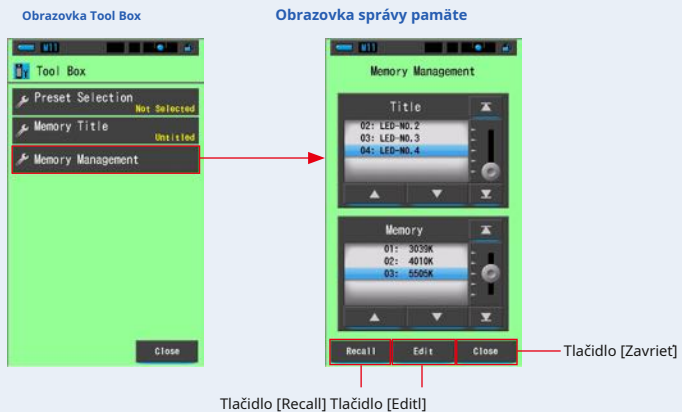 Obrazovka Tool Box
Obrazovka správy pamäte
M11
Tool Box
Preset Selection
Not Selected
Memory Title
Untitled
Memory Management
Close
M11
Memory Management
Title
02: LED-NO.2
03: LED-NO.3
04: LED-NO.4
Memory
01: 3039K
02: 4010K
03: 5505K
Recall Edit Close
Tlačidlo [Zavrieť]
Tlačidlo [Recall] Tlačidlo [Editl]